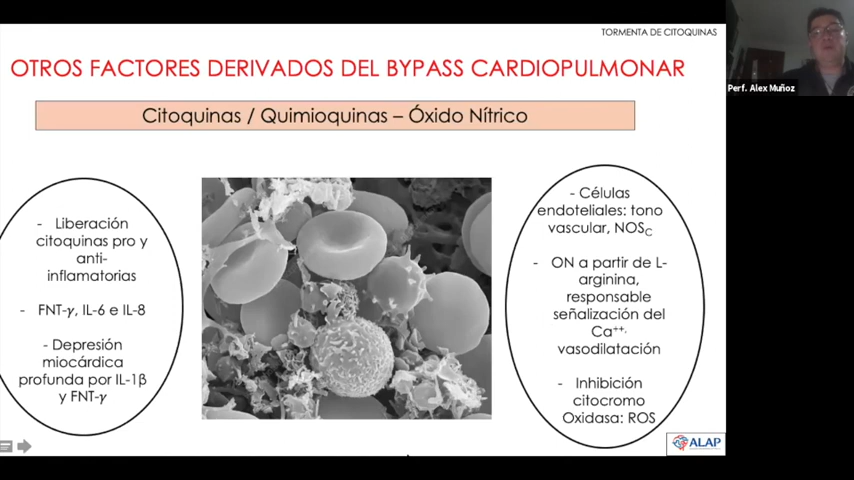 TORMENTA DE CITOQUINAS
OTROS FACTORES DERIVADOS DEL BYPASS CARDIOPULMONAR
Citoquinas / Quimioquinas – Óxido Nítrico
- Liberación
citoquinas pro y
anti-
inflamatorias
- FNT-γ, IL-6 e IL-8
- Depresión
miocárdica
profunda por IL-1β
y FNT-γ
- Células
endoteliales: tono
vascular, NOSC
- ON a partir de L-
arginina,
responsable
señalización del
Ca++,
vasodilatación
- Inhibición
citocromo
Oxidasa: ROS
ALAP
Perf. Alex Muñoz